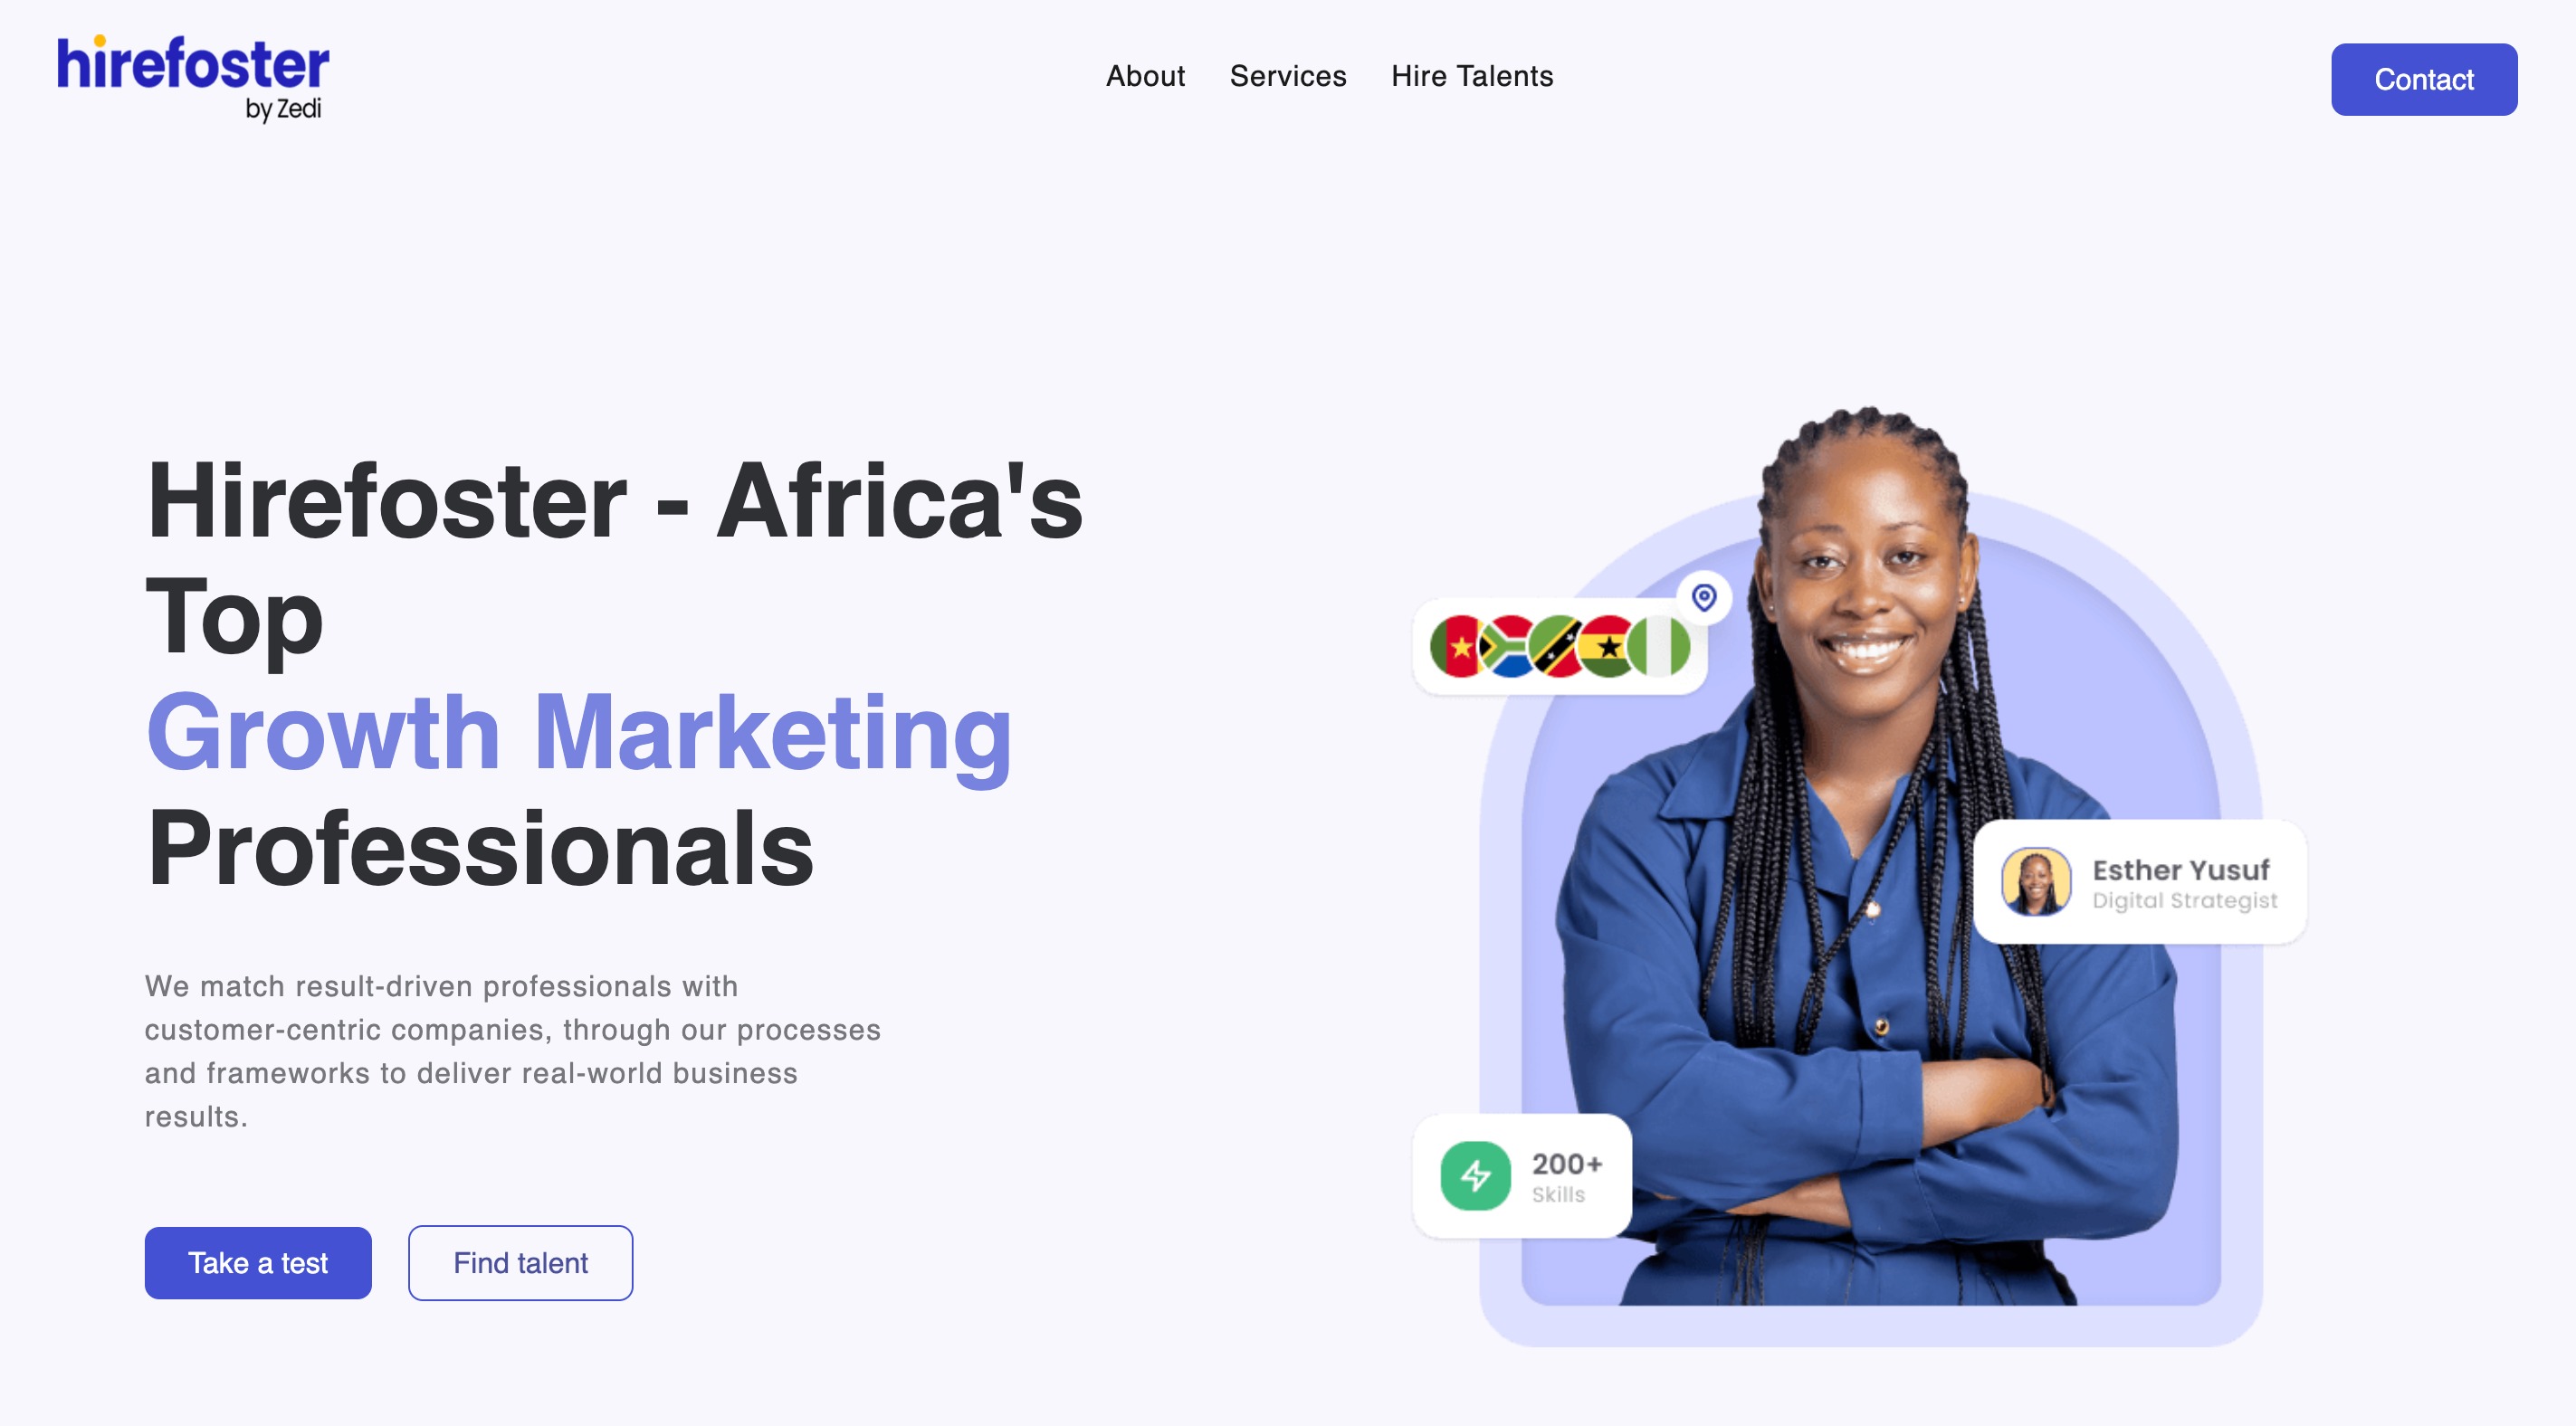 hirefoster
by Zedi
About
Services
Hire Talents
Contact
Hirefoster - Africa's
Top
Growth Marketing
Professionals
We match result-driven professionals with
customer-centric companies, through our processes
and frameworks to deliver real-world business
results.
Take a test
Find talent
Esther Yusuf
Digital Strategist
200+
Skills